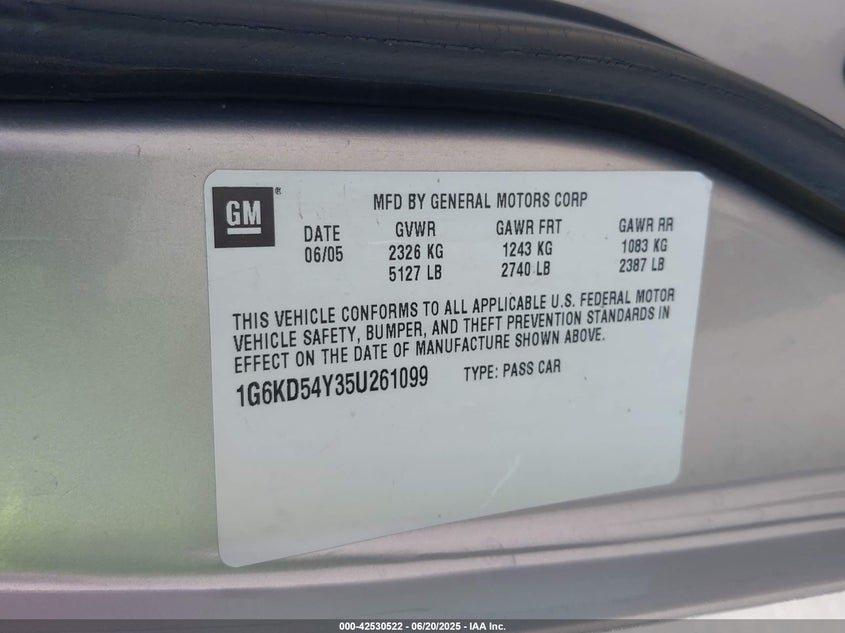 GM®
MFD BY GENERAL MOTORS CORP
DATE GVWR GAWR FRT GAWR RR
06/05 2326 KG 1243 KG 1083 KG
5127 LB 2740 LB 2387 LB
THIS VEHICLE CONFORMS TO ALL APPLICABLE U.S. FEDERAL MOTOR
VEHICLE SAFETY, BUMPER, AND THEFT PREVENTION STANDARDS IN
EFFECT ON THE DATE OF MANUFACTURE SHOWN ABOVE.
1G6KD54Y35U261099 TYPE: PASS CAR
000-42530522 - 06/20/2025 - IAA Inc.